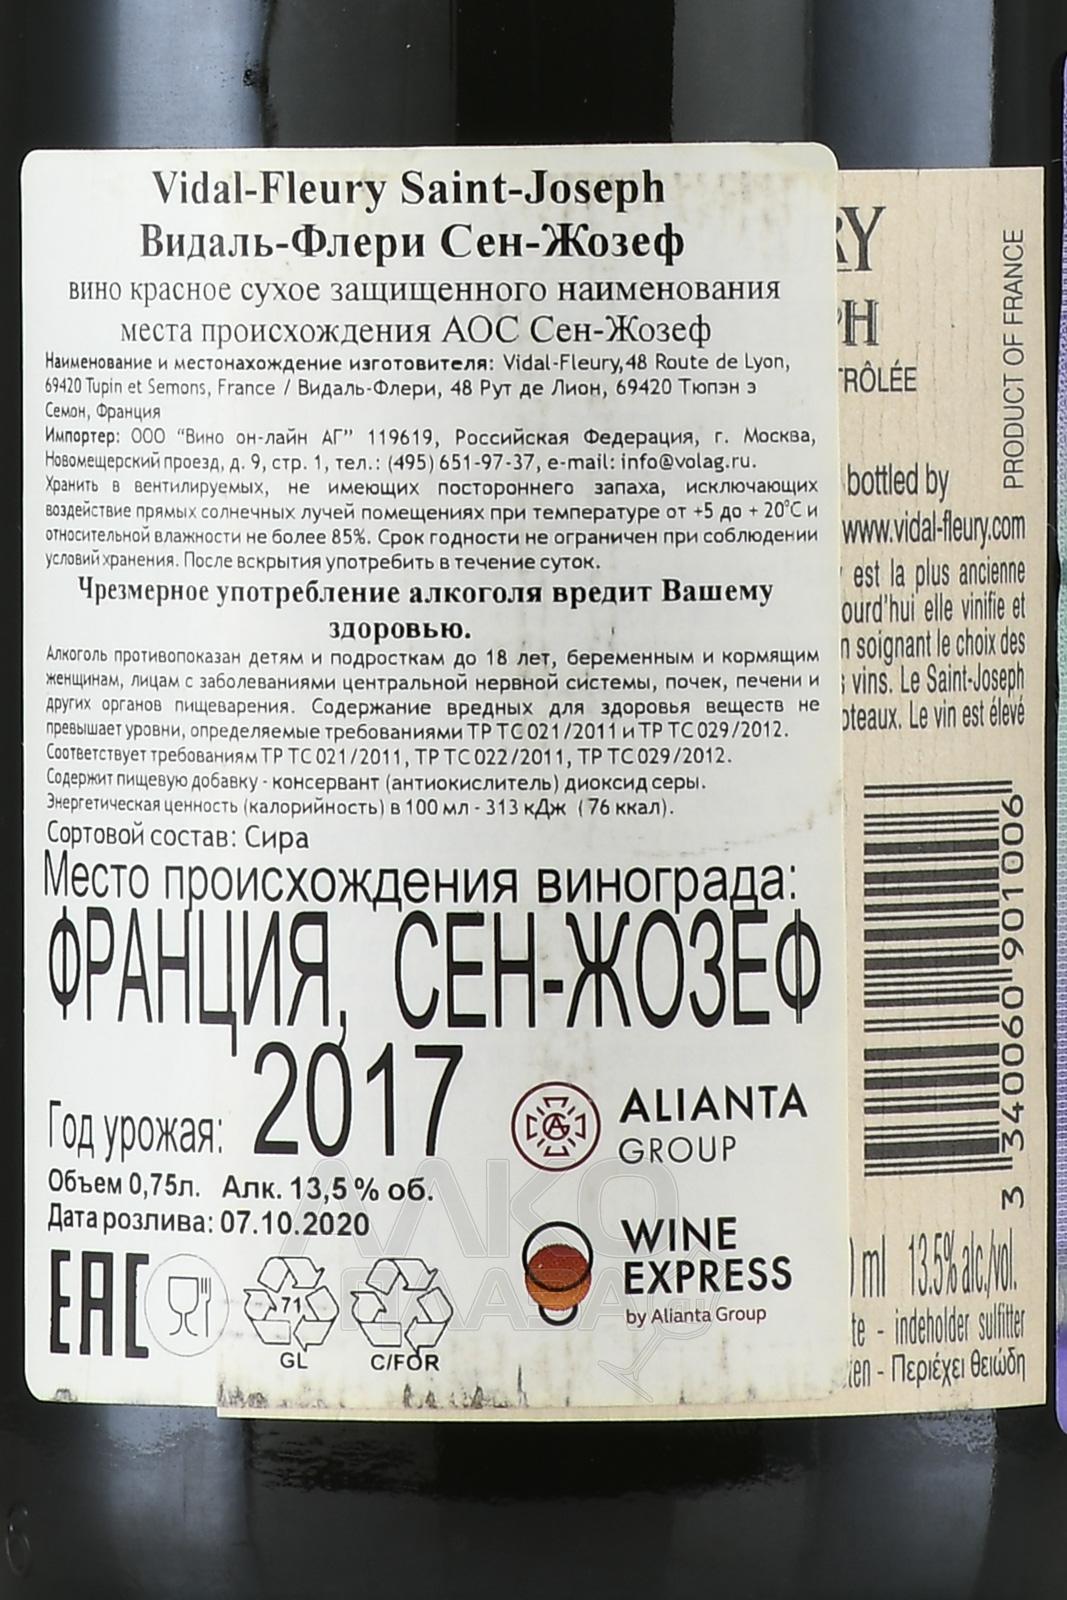 Vidal-Fleury Saint-Joseph
Видаль-Флери Сен-Жозеф
вино красное сухое защищенного наименования
места происхождения АОС Сен-Жозеф
Наименование и местонахождение изготовителя: Vidal-Fleury,48 Route de Lyon,
69420 Tupin et Semons, France / Видаль-Флери, 48 Рут де Лион, 69420 Тюпэн э
Семон, Франция
Импортер: ООО "Вино он-лайн АГ" 119619, Российская Федерация, г. Москва,
Новомещерский проезд, д. 9, стр. 1, тел.: (495) 651-97-37, e-mail: info@volag.ru.
Хранить в вентилируемых, не имеющих постороннего запаха, исключающих
воздействие прямых солнечных лучей помещениях при температуре от +5 до + 20°С и
относительной влажности не более 85%. Срок годности не ограничен при соблюдении
условий хранения. После вскрытия употребить в течение суток.
Чрезмерное употребление алкоголя вредит Вашему
здоровью.
Алкоголь противопоказан детям и подросткам до 18 лет, беременным и кормящим
женщинам, лицам с заболеваниями центральной нервной системы, почек, печени и
других органов пищеварения. Содержание вредных для здоровья веществ не
превышает уровни, определяемые требованиями ТР ТС 021/2011 и ТР ТС 029/2012.
Соответствует требованиям ТР ТС 021/2011, ТР ТС 022/2011, ТР ТС 029/2012.
Содержит пищевую добавку - консервант (антиокислитель) диоксид серы.
Энергетическая ценность (калорийность) в 100 мл - 313 кДж ( 76 ккал).
Сортовой состав: Сира
Место происхождения винограда:
ФРАНЦИЯ, СЕН-ЖОЗЕФ
Год урожая: 2017
Объем 0,75л. Алк. 13,5 % об.
Дата розлива: 07.10.2020
EAC
71
GL
C/FOR
ALIANTA
GROUP
WINE
EXPRESS
by Alianta Group
АЛКО
ПЛАЗА
RY
PH
TRÔLÉE
PRODUCT OF FRANCE
bottled by
www.vidal-fleury.com
est la plus ancienne
ourd'hui elle vinifie et
n soignant le choix des
s vins. Le Saint-Joseph
oteaux. Le vin est élevé
3 340060 901006
0 ml 13.5% alc./vol.
te - indeholder sulfitter
ten - Περιέχει θειώδη
6